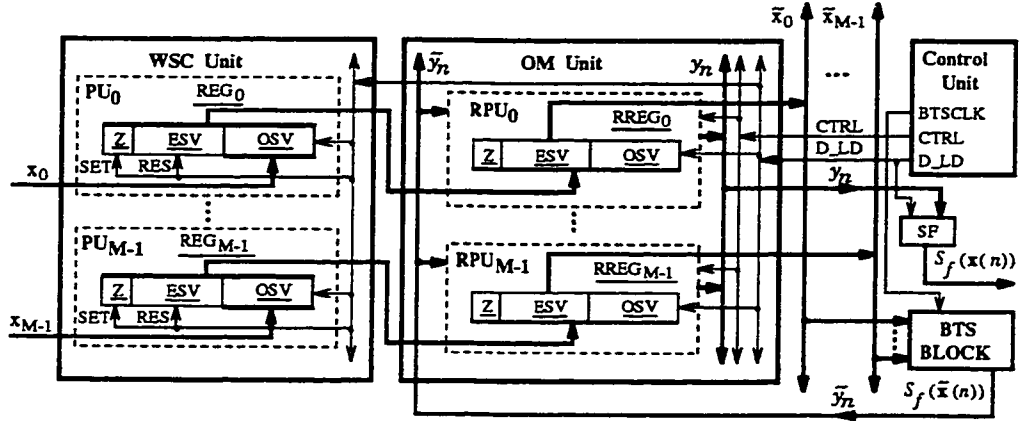 x̃0 x̃M-1
WSC Unit
ỹn
OM Unit
yn
Control
Unit
BTSCLK
CTRL
D_LD
PU0
REG0
Z ESV OSV
SET RES
x0
RPU0
RREG0
Z ESV OSV
CTRL
D_LD
yn
SF
Sf(x(n))
PUM-1
REGM-1
Z ESV OSV
SET RES
xM-1
RPUM-1
RREGM-1
Z ESV OSV
BTS
BLOCK
Sf(x̃(n))
ỹn